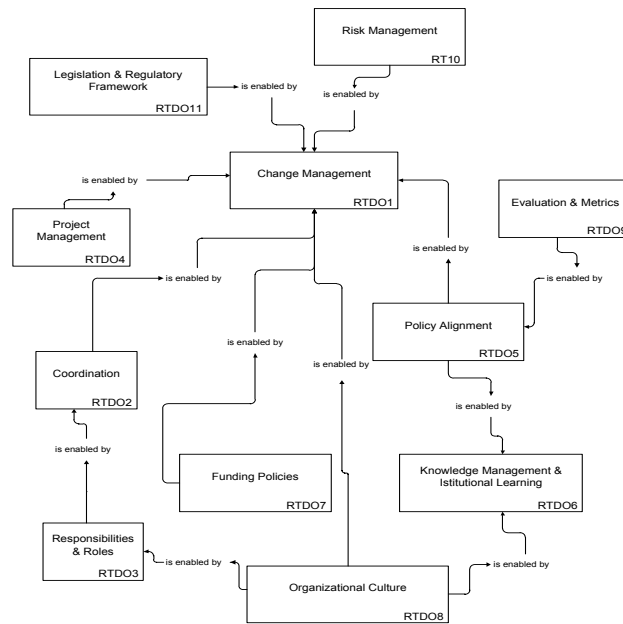 Risk Management
RT10
Legislation & Regulatory
Framework
RTDO11
is enabled by
is enabled by
is enabled by
Change Management
RTDO1
Evaluation & Metrics
RTDO9
Project
Management
RTDO4
is enabled by
is enabled by
is enabled by
Policy Alignment
RTDO5
is enabled by
is enabled by
Coordination
RTDO2
is enabled by
is enabled by
Funding Policies
RTDO7
Knowledge Management &
Istitutional Learning
RTDO6
Responsibilities
& Roles
RTDO3
is enabled by
is enabled by
Organizational Culture
RTDO8